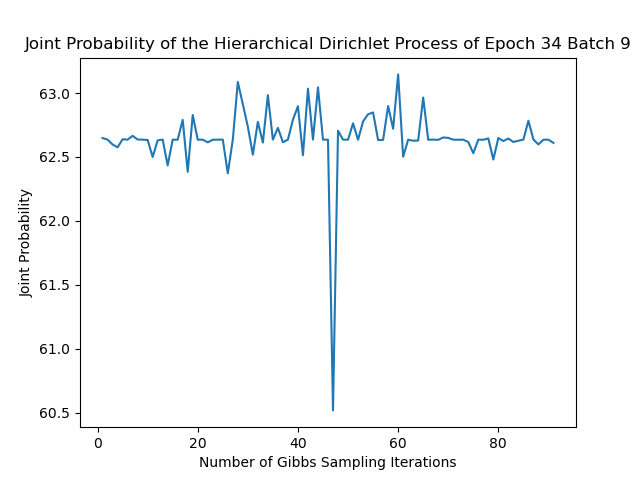 Joint Probability of the Hierarchical Dirichlet Process of Epoch 34 Batch 9
63.0
62.5
62.0
61.5
61.0
60.5
Joint Probability
0 20 40 60 80
Number of Gibbs Sampling Iterations